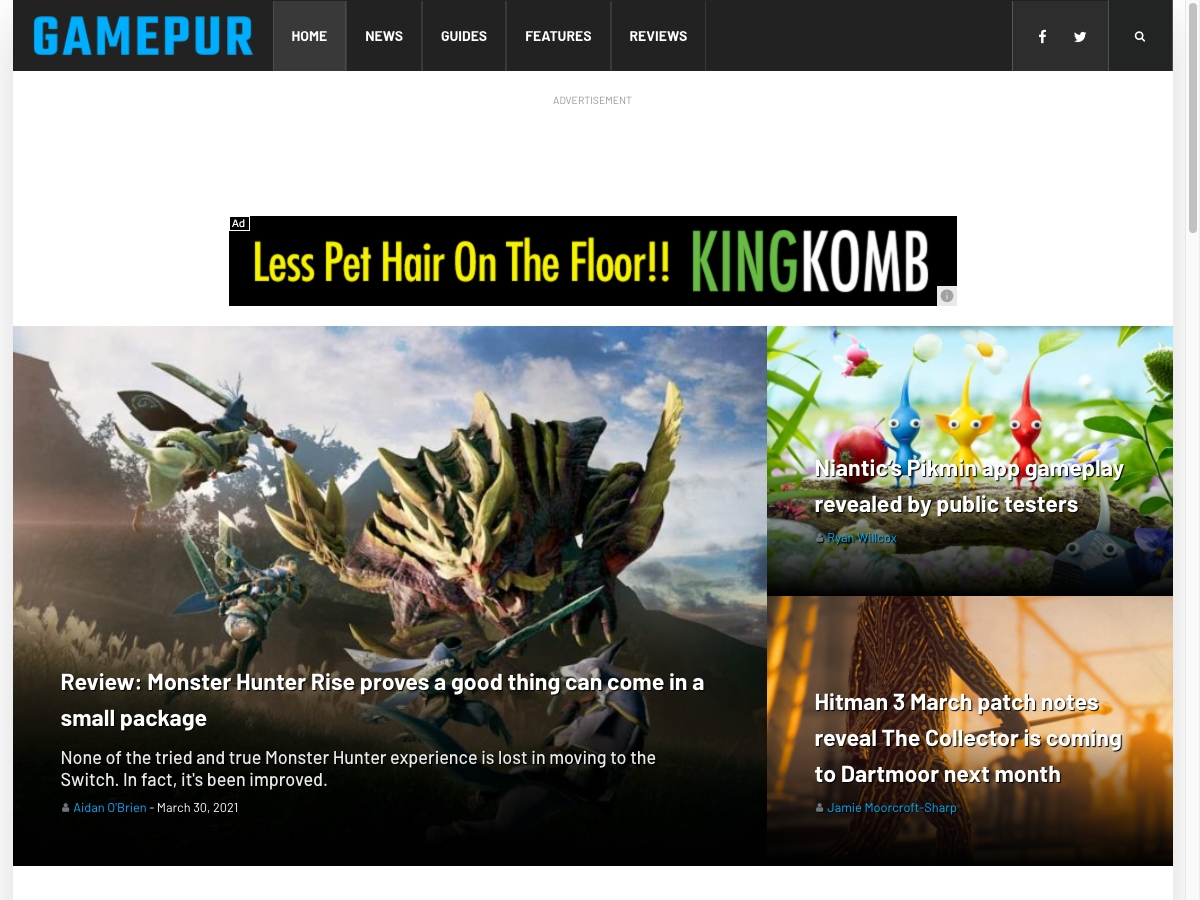 GAMEPUR
HOME
NEWS
GUIDES
FEATURES
REVIEWS
ADVERTISEMENT
Ad
Less Pet Hair On The Floor!! KINGKOMB
Review: Monster Hunter Rise proves a good thing can come in a
small package
None of the tried and true Monster Hunter experience is lost in moving to the
Switch. In fact, it's been improved.
Aidan O'Brien - March 30, 2021
Niantic's Pikmin app gameplay
revealed by public testers
Ryan Willcox
Hitman 3 March patch notes
reveal The Collector is coming
to Dartmoor next month
Jamie Moorcroft-Sharp